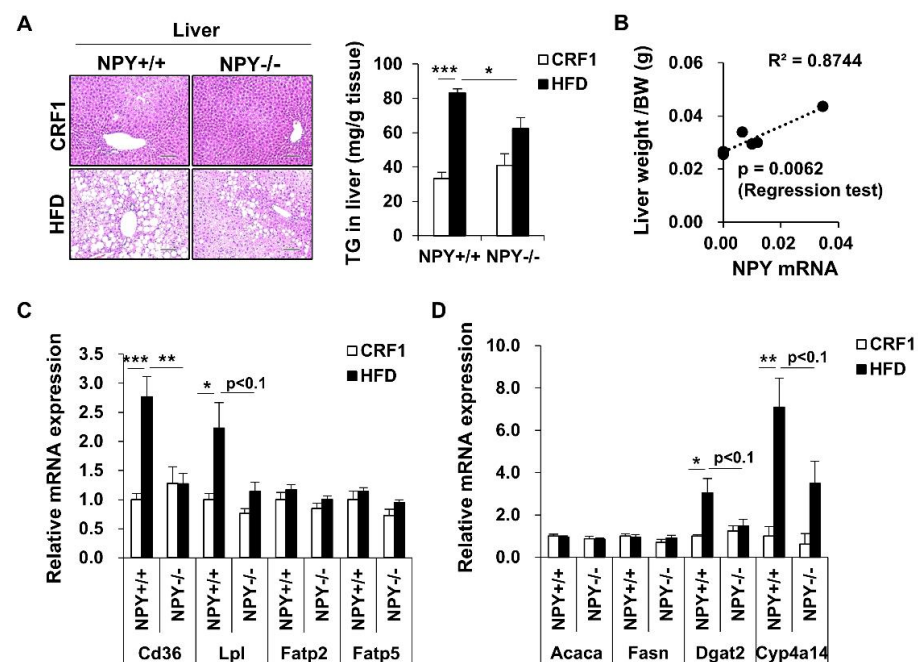 A
Liver
NPY+/+ NPY-/-
CRF1
HFD
TG in liver (mg/g tissue)
100
80
60
40
20
0
*** *
CRF1
HFD
NPY+/+ NPY-/-
B
Liver weight /BW (g)
0.06
0.04
0.02
0.00
R² = 0.8744
p = 0.0062
(Regression test)
0.00 0.02 0.04
NPY mRNA
C
Relative mRNA expression
3.5
3.0
2.5
2.0
1.5
1.0
0.5
0.0
*** **
* p<0.1
CRF1
HFD
NPY+/+ NPY-/- NPY+/+ NPY-/- NPY+/+ NPY-/- NPY+/+ NPY-/-
Cd36 Lpl Fatp2 Fatp5
D
Relative mRNA expression
10.0
8.0
6.0
4.0
2.0
0.0
** p<0.1
* p<0.1
CRF1
HFD
NPY+/+ NPY-/- NPY+/+ NPY-/- NPY+/+ NPY-/- NPY+/+ NPY-/-
Acaca Fasn Dgat2 Cyp4a14